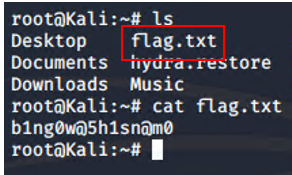 root@Kali:~# ls
Desktop flag.txt
Documents hydra.restore
Downloads Music
root@Kali:~# cat flag.txt
b1ng0w@5h1sn@m0
root@Kali:~#